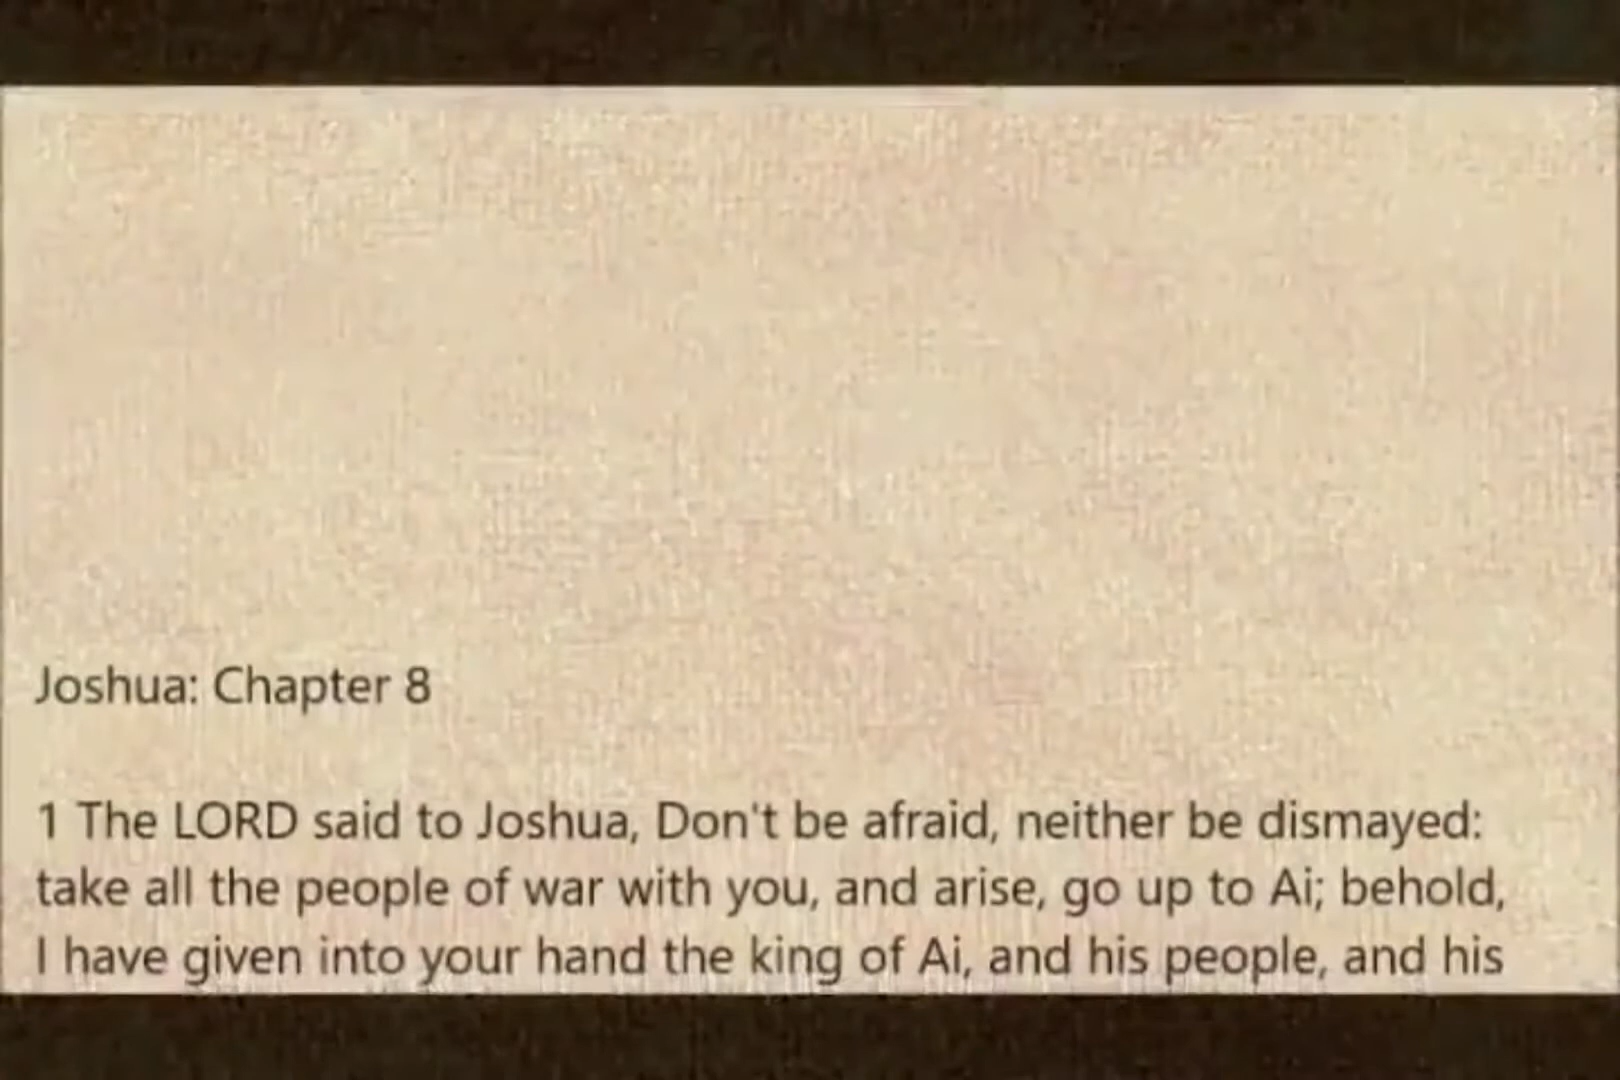 Joshua: Chapter 8
1 The LORD said to Joshua, Don't be afraid, neither be dismayed:
take all the people of war with you, and arise, go up to Ai; behold,
I have given into your hand the king of Ai, and his people, and his